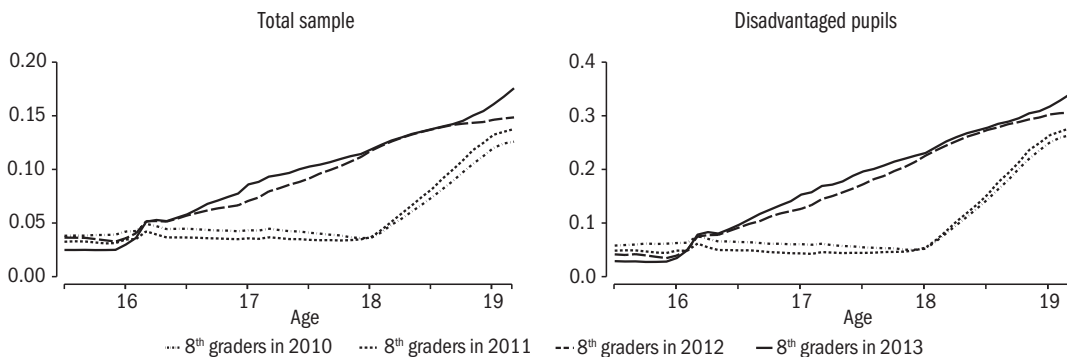 Total sample
Disadvantaged pupils
0.20
0.15
0.10
0.05
0.00
16
17
18
19
Age
0.4
0.3
0.2
0.1
0.0
16
17
18
19
Age
8th graders in 2010
8th graders in 2011
8th graders in 2012
8th graders in 2013